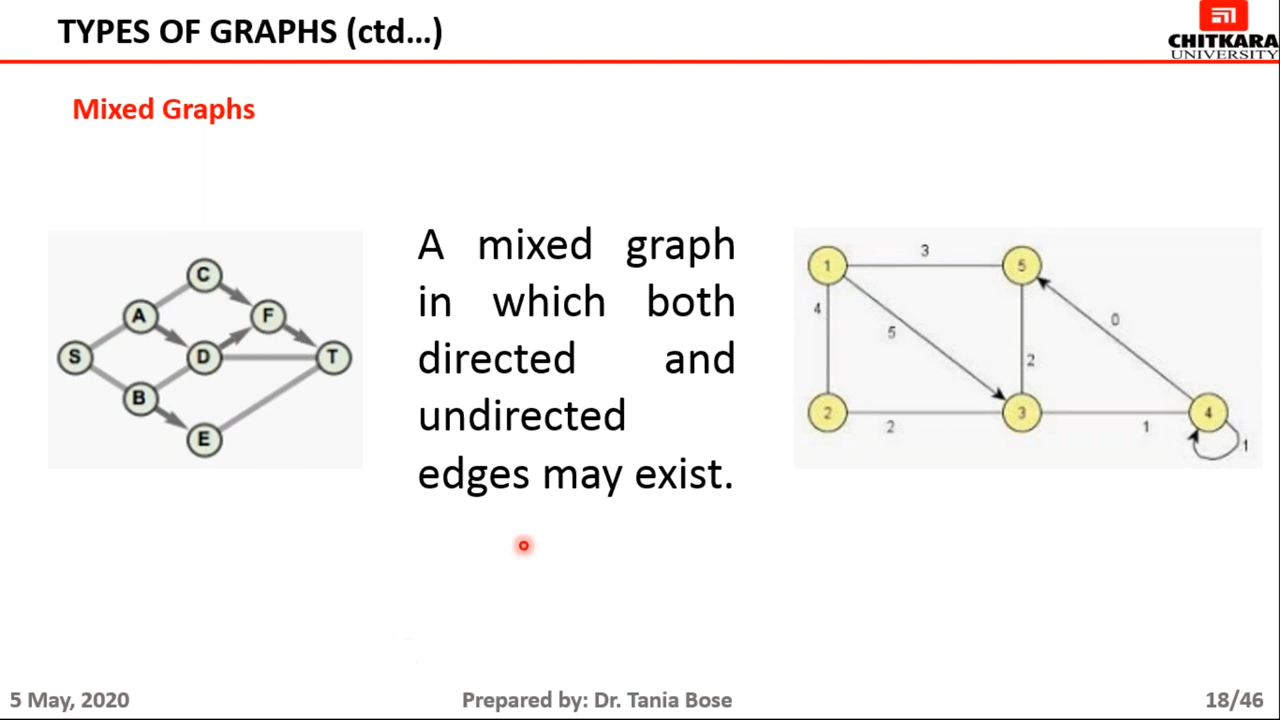 TYPES OF GRAPHS (ctd...)
CHITKARA
UNIVERSITY
Mixed Graphs
C
A
F
S
D
T
B
E
A mixed graph
in which both
directed and
undirected
edges may exist.
1
3
5
4
5
0
2
2
2
3
1
4
1
5 May, 2020
Prepared by: Dr. Tania Bose
18/46